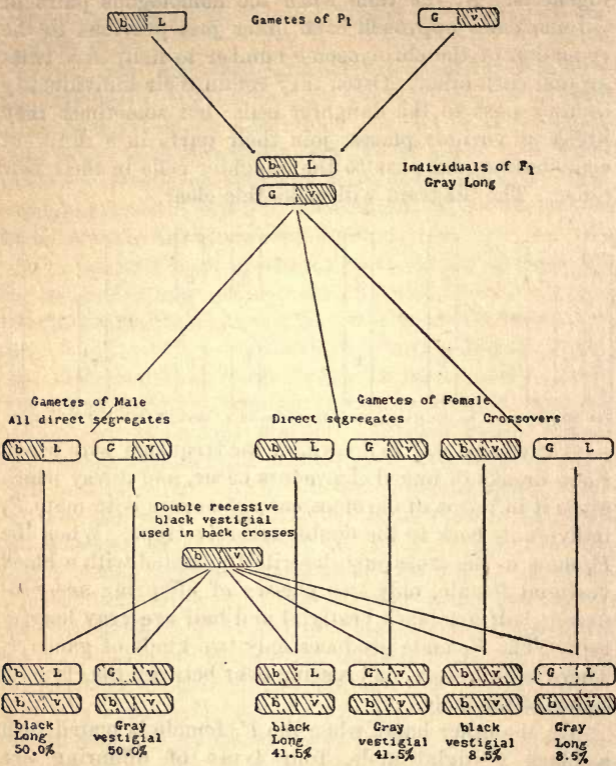 Gametes of P1
b L
G v
b L
G v
Individuals of F1
Gray Long
Gametes of Male
All direct segregates
Gametes of Female
Direct segregates
Crossovers
b L
G v
b L
G v
b v
G L
Double recessive
black vestigial
used in back crosses
b v
b L
G v
b L
G v
b v
G L
b v
b v
b v
b v
b v
b v
black
Long
50.0%
Gray
vestigial
50.0%
black
Long
41.5%
Gray
vestigial
41.5%
black
vestigial
8.5%
Gray
Long
8.5%